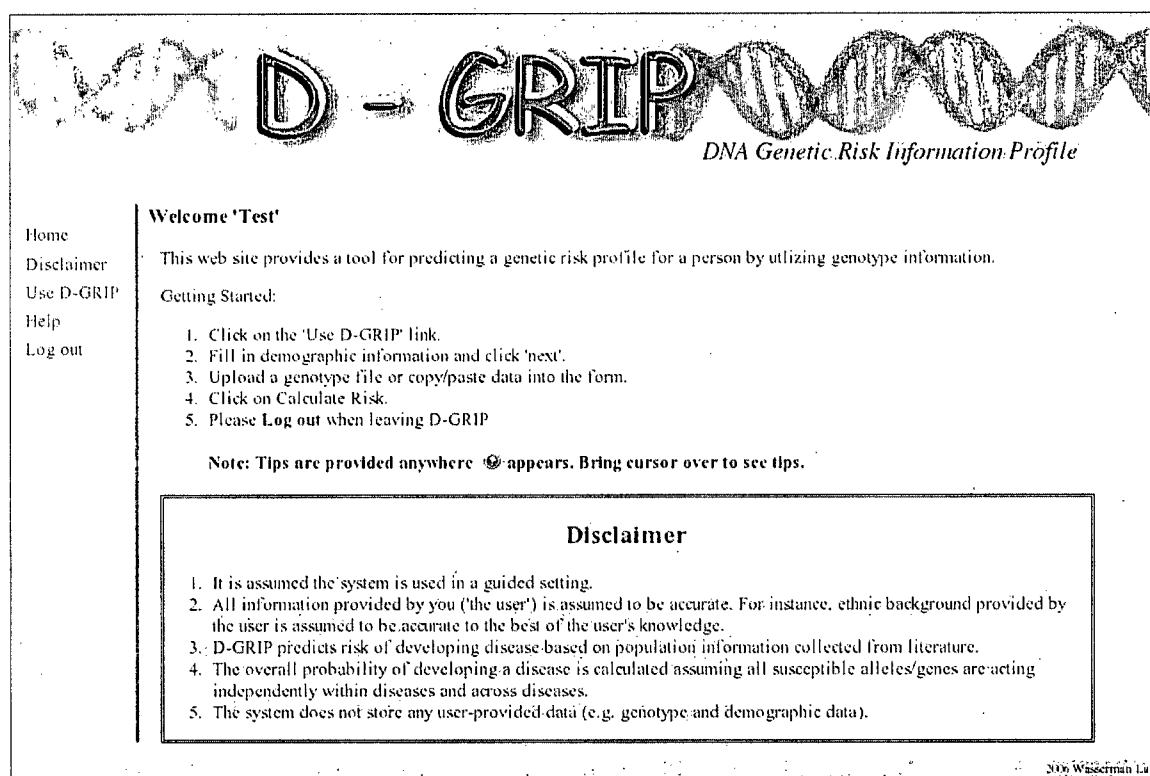 D - GRIP
DNA Genetic Risk Information Profile
Home
Disclaimer
Use D-GRIP
Help
Log out
Welcome 'Test'
This web site provides a tool for predicting a genetic risk profile for a person by utlizing genotype information.
Getting Started:
1. Click on the 'Use D-GRIP' link.
2. Fill in demographic information and click 'next'.
3. Upload a genotype file or copy/paste data into the form.
4. Click on Calculate Risk.
5. Please Log out when leaving D-GRIP
Note: Tips are provided anywhere appears. Bring cursor over to see tips.
Disclaimer
1. It is assumed the system is used in a guided setting.
2. All information provided by you ('the user') is assumed to be accurate. For instance, ethnic background provided by
the user is assumed to be accurate to the best of the user's knowledge.
3. D-GRIP predicts risk of developing disease based on population information collected from literature.
4. The overall probability of developing a disease is calculated assuming all susceptible alleles/genes are acting
independently within diseases and across diseases.
5. The system does not store any user-provided data (e.g. genotype and demographic data).
2006 Wasserman La